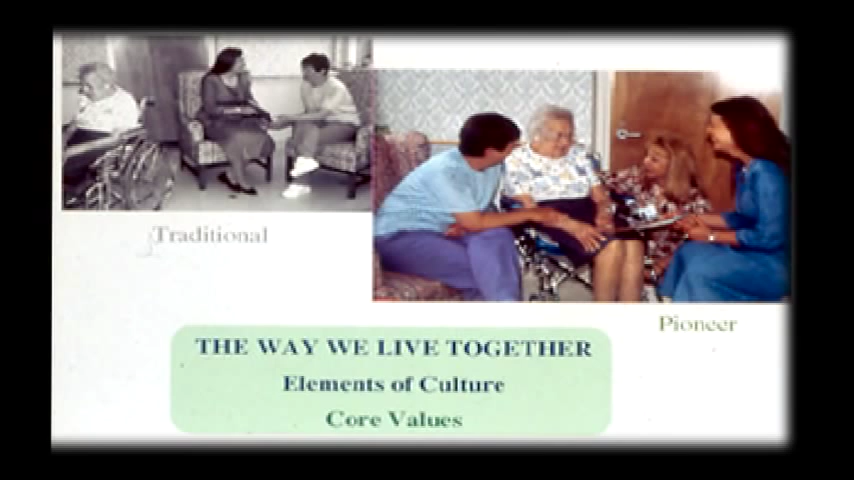 Traditional
Pioneer
THE WAY WE LIVE TOGETHER
Elements of Culture
Core Values